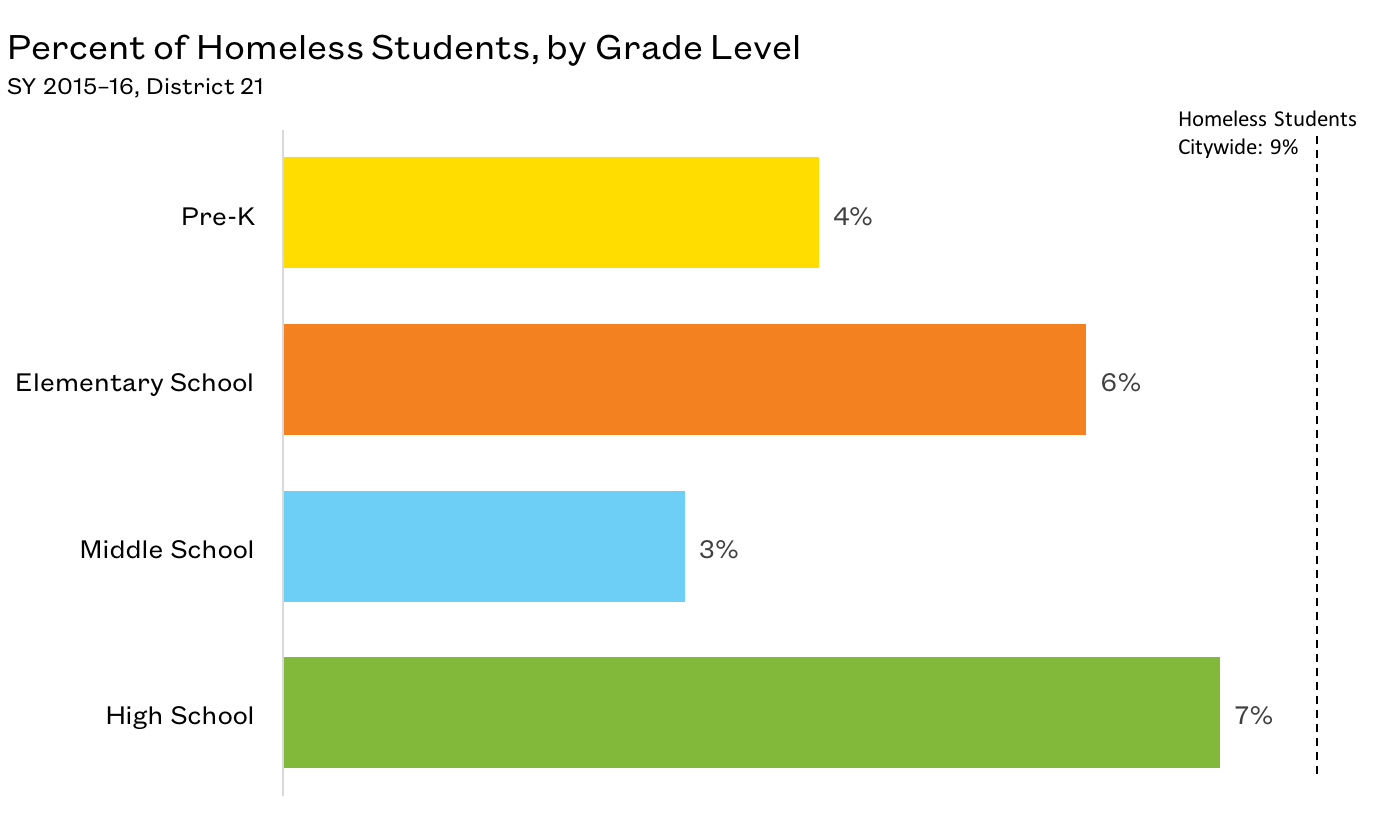 Percent of Homeless Students, by Grade Level
SY 2015–16, District 21
Homeless Students
Citywide: 9%
Pre-K
4%
Elementary School
6%
Middle School
3%
High School
7%